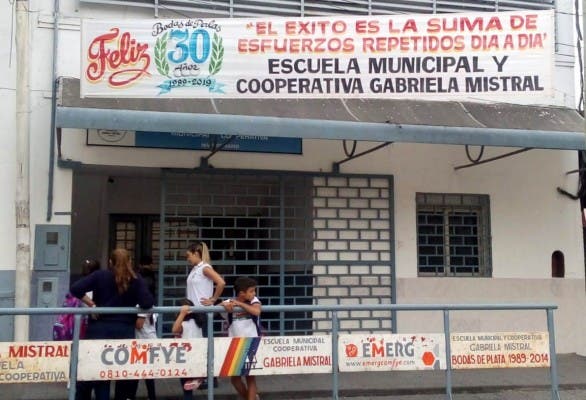 Feliz
Bodas de Perlas
30
Años
1989-2019
"EL EXITO ES LA SUMA DE
ESFUERZOS REPETIDOS DIA A DIA"
ESCUELA MUNICIPAL Y
COOPERATIVA GABRIELA MISTRAL
MUNICIPAL
MISTRAL
Cooperativa
COMFYE
0810-444-0124
ESCUELA MUNICIPAL
COOPERATIVA
GABRIELA MISTRAL
EMERG
www.emergcomfye.com
ESCUELA MUNICIPAL Y COOPERATIVA
GABRIELA MISTRAL
BODAS DE PLATA 1989-2014